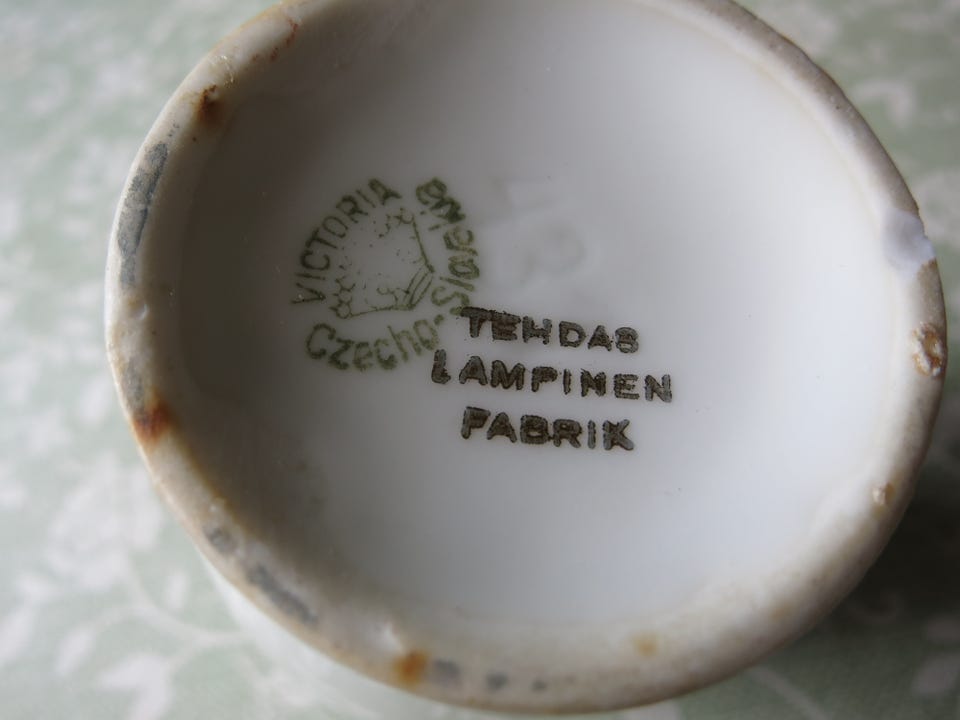 VICTORIA
Czecho-Slovakia
TEHDAS
LAMPINEN
FABRIK